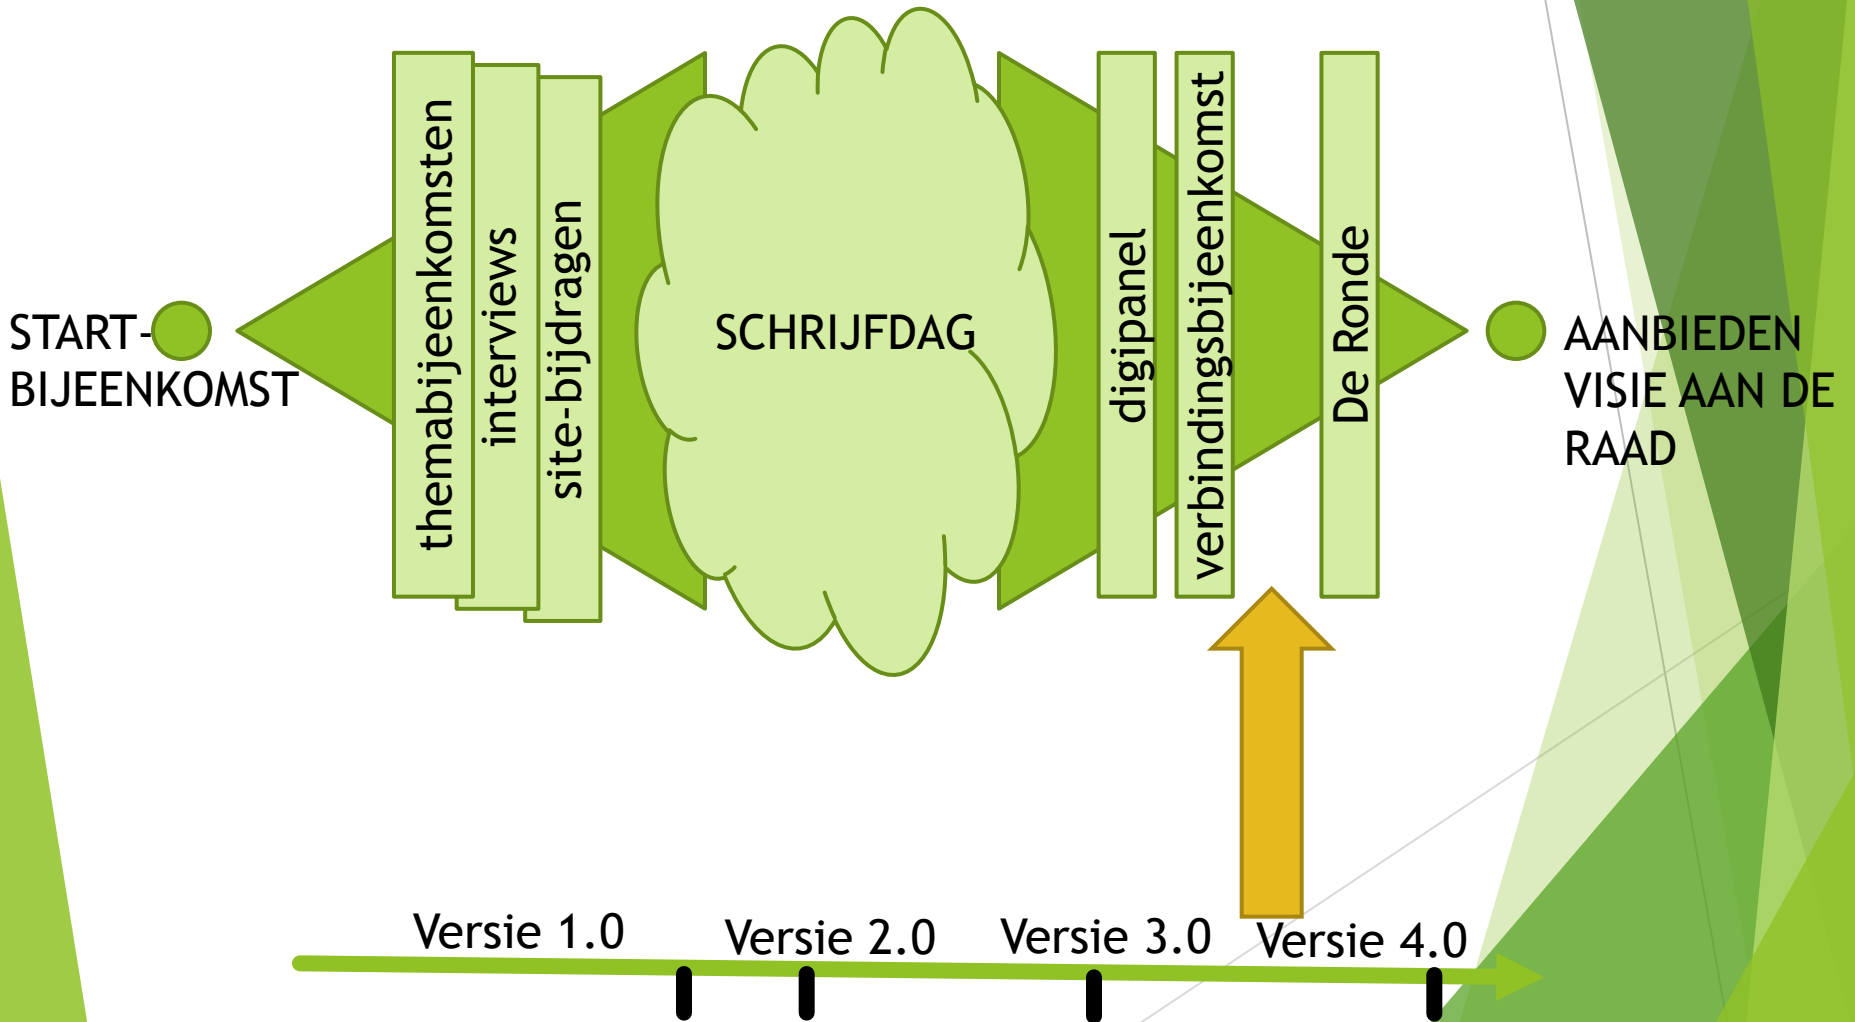 START-
BIJEENKOMST
themabijeenkomsten
interviews
site-bijdragen
SCHRIJFDAG
digipanel
verbindingsbijeenkomst
De Ronde
AANBIEDEN
VISIE AAN DE
RAAD
Versie 1.0
Versie 2.0
Versie 3.0
Versie 4.0